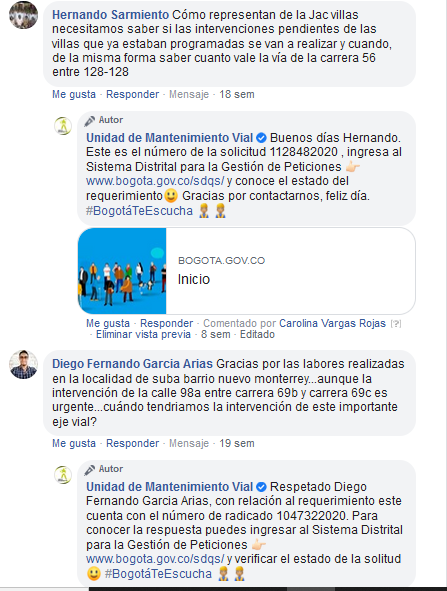 Hernando Sarmiento Cómo representan de la Jac villas
necesitamos saber si las intervenciones pendientes de las
villas que ya estaban programadas se van a realizar y cuando,
de la misma forma saber cuanto vale la vía de la carrera 56
entre 128-128
Me gusta · Responder · Mensaje · 18 sem
Autor
Unidad de Mantenimiento Vial Buenos días Hernando.
Este es el número de la solicitud 1128482020 , ingresa al
Sistema Distrital para la Gestión de Peticiones 👉🏻
www.bogota.gov.co/sdqs/ y conoce el estado del
requerimiento😉 Gracias por contactarnos, feliz día.
#BogotáTeEscucha 👷🏼 👷🏼
BOGOTA.GOV.CO
Inicio
Me gusta · Responder · Comentado por Carolina Vargas Rojas [?]
· Eliminar vista previa · 8 sem · Editado
Diego Fernando Garcia Arias Gracias por las labores realizadas
en la localidad de suba barrio nuevo monterrey...aunque la
intervención de la calle 98a entre carrera 69b y carrera 69c es
urgente...cuándo tendriamos la intervención de este importante
eje vial?
Me gusta · Responder · Mensaje · 19 sem
Autor
Unidad de Mantenimiento Vial Respetado Diego
Fernando Garcia Arias, con relación al requerimiento este
cuenta con el número de radicado 1047322020. Para
conocer la respuesta puedes ingresar al Sistema Distrital
para la Gestión de Peticiones 👉🏻
www.bogota.gov.co/sdqs/ y verificar el estado de la solitud
😉 #BogotáTeEscucha 👷🏼 👷🏼